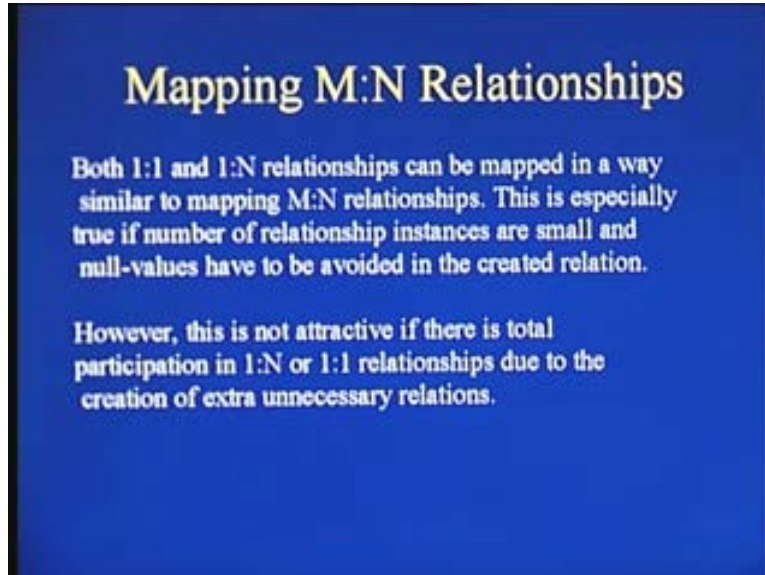 Mapping M:N Relationships
Both 1:1 and 1:N relationships can be mapped in a way
similar to mapping M:N relationships. This is especially
true if number of relationship instances are small and
null-values have to be avoided in the created relation.
However, this is not attractive if there is total
participation in 1:N or 1:1 relationships due to the
creation of extra unnecessary relations.